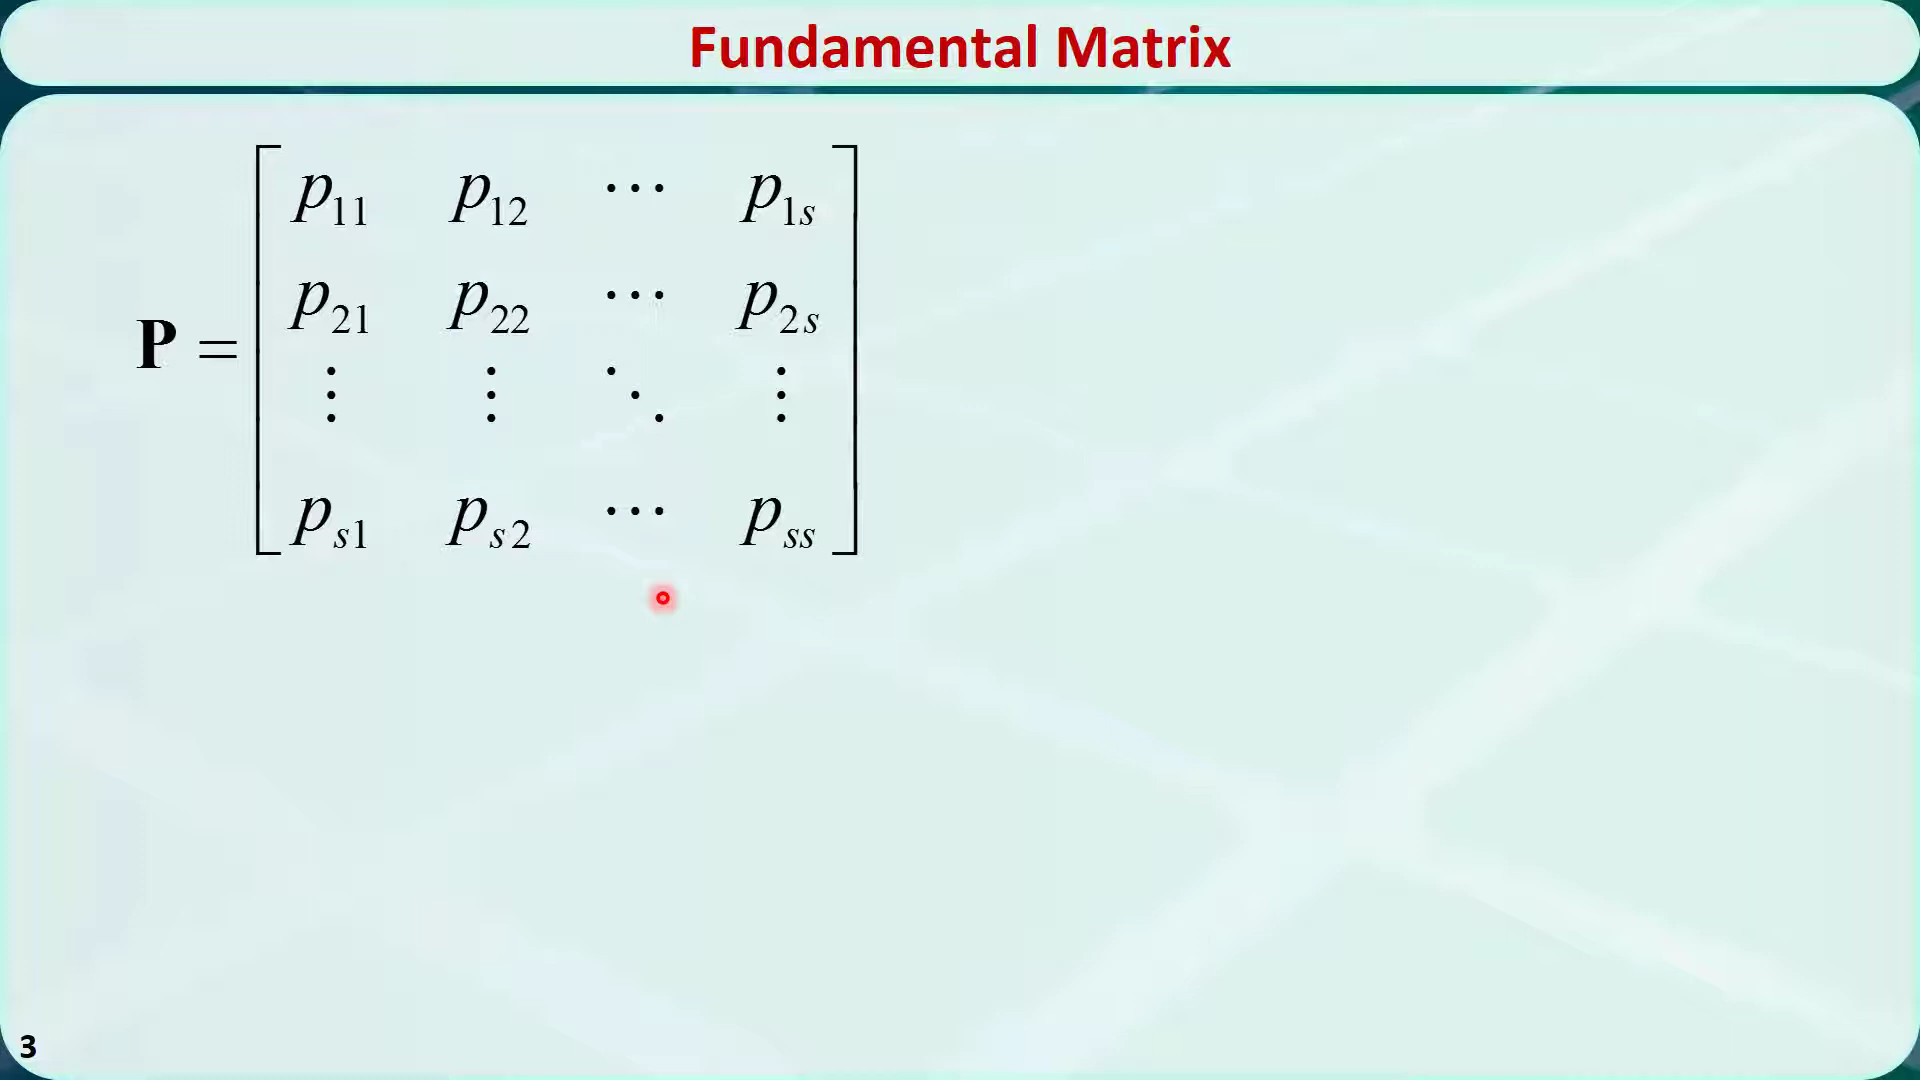 Fundamental Matrix
p₁₁ p₁₂ ⋯ p₁ₛ
p₂₁ p₂₂ ⋯ p₂ₛ
P =
⋮ ⋮ ⋱ ⋮
pₛ₁ pₛ₂ ⋯ pₛₛ
3